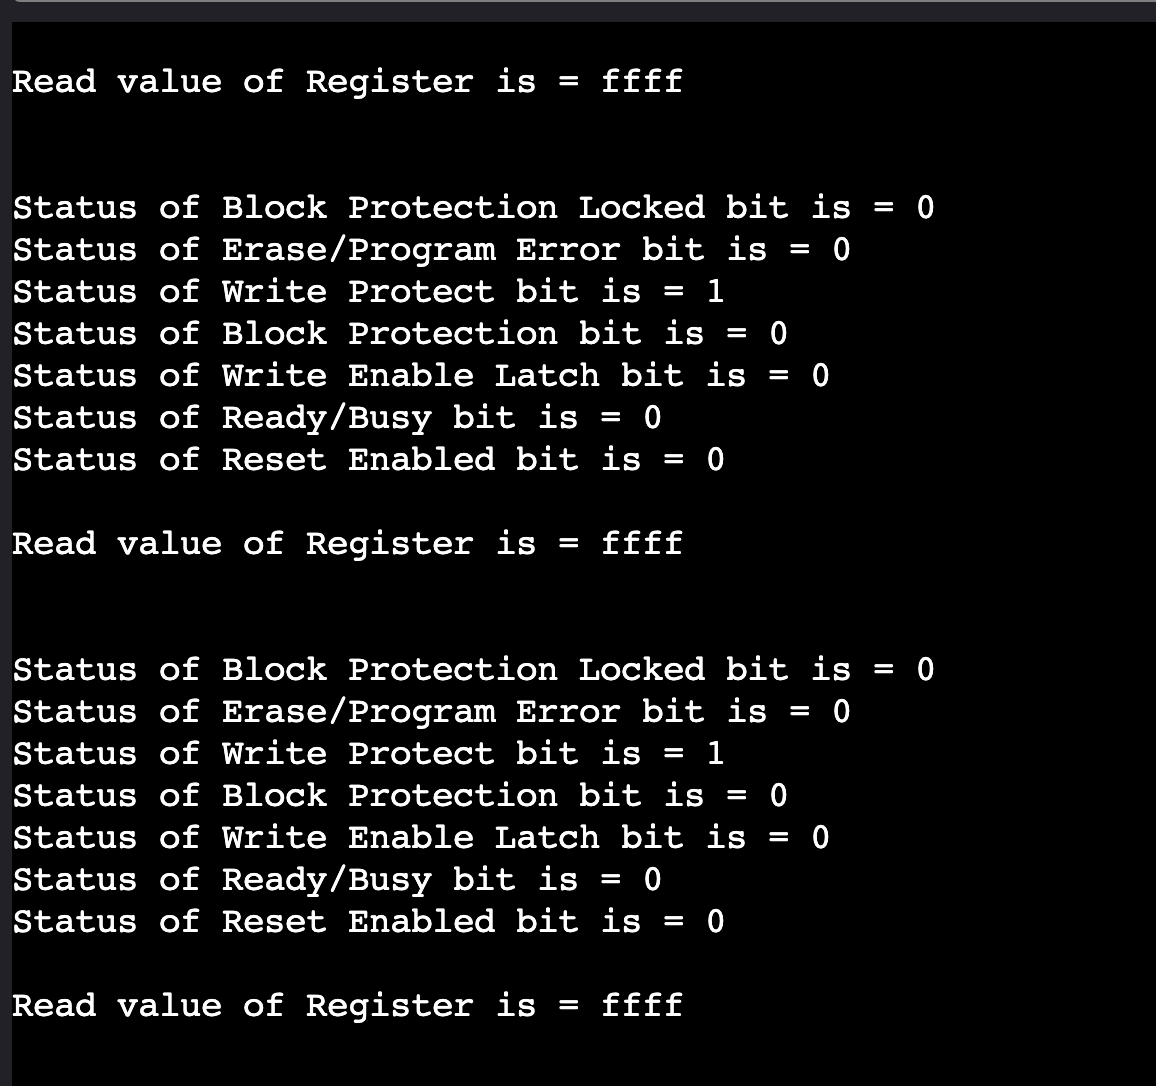 Read value of Register is = ffff
Status of Block Protection Locked bit is = 0
Status of Erase/Program Error bit is = 0
Status of Write Protect bit is = 1
Status of Block Protection bit is = 0
Status of Write Enable Latch bit is = 0
Status of Ready/Busy bit is = 0
Status of Reset Enabled bit is = 0
Read value of Register is = ffff
Status of Block Protection Locked bit is = 0
Status of Erase/Program Error bit is = 0
Status of Write Protect bit is = 1
Status of Block Protection bit is = 0
Status of Write Enable Latch bit is = 0
Status of Ready/Busy bit is = 0
Status of Reset Enabled bit is = 0
Read value of Register is = ffff